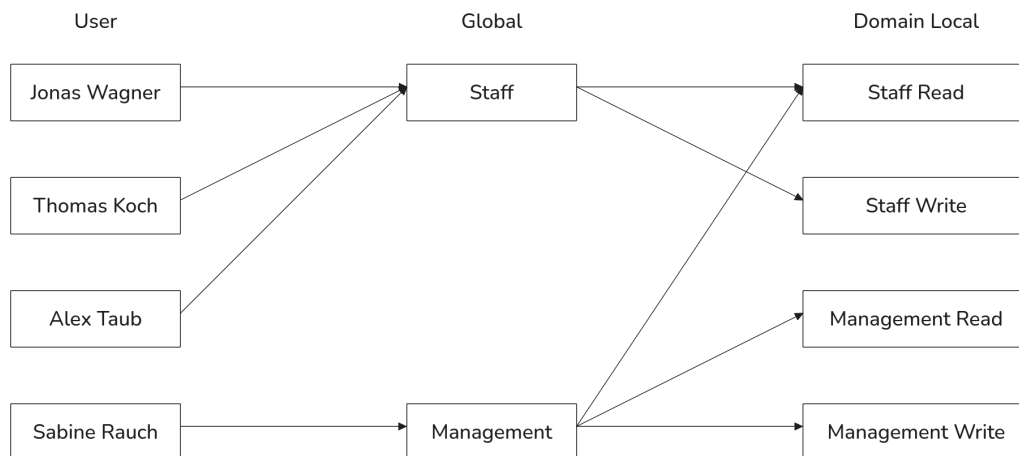 User
Global
Domain Local
Jonas Wagner
Staff
Staff Read
Thomas Koch
Staff Write
Alex Taub
Management Read
Sabine Rauch
Management
Management Write